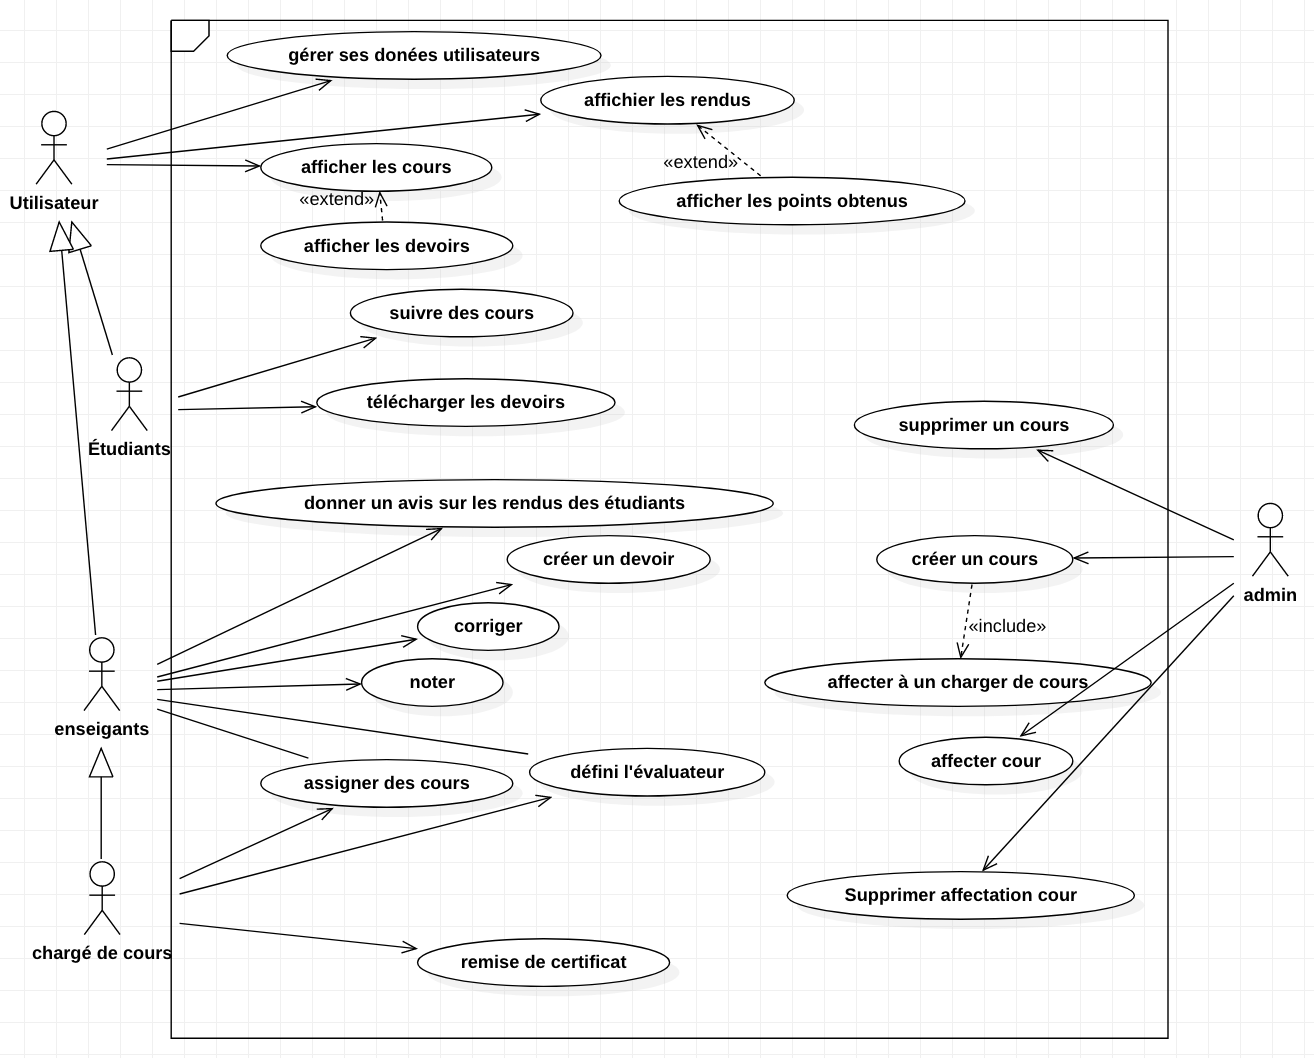 gérer ses donées utilisateurs
affichier les rendus
afficher les cours
«extend»
Utilisateur
«extend»
afficher les points obtenus
afficher les devoirs
suivre des cours
télécharger les devoirs
supprimer un cours
Étudiants
donner un avis sur les rendus des étudiants
créer un devoir
créer un cours
admin
corriger
«include»
noter
affecter à un charger de cours
enseigants
assigner des cours
défini l'évaluateur
affecter cour
Supprimer affectation cour
chargé de cours
remise de certificat